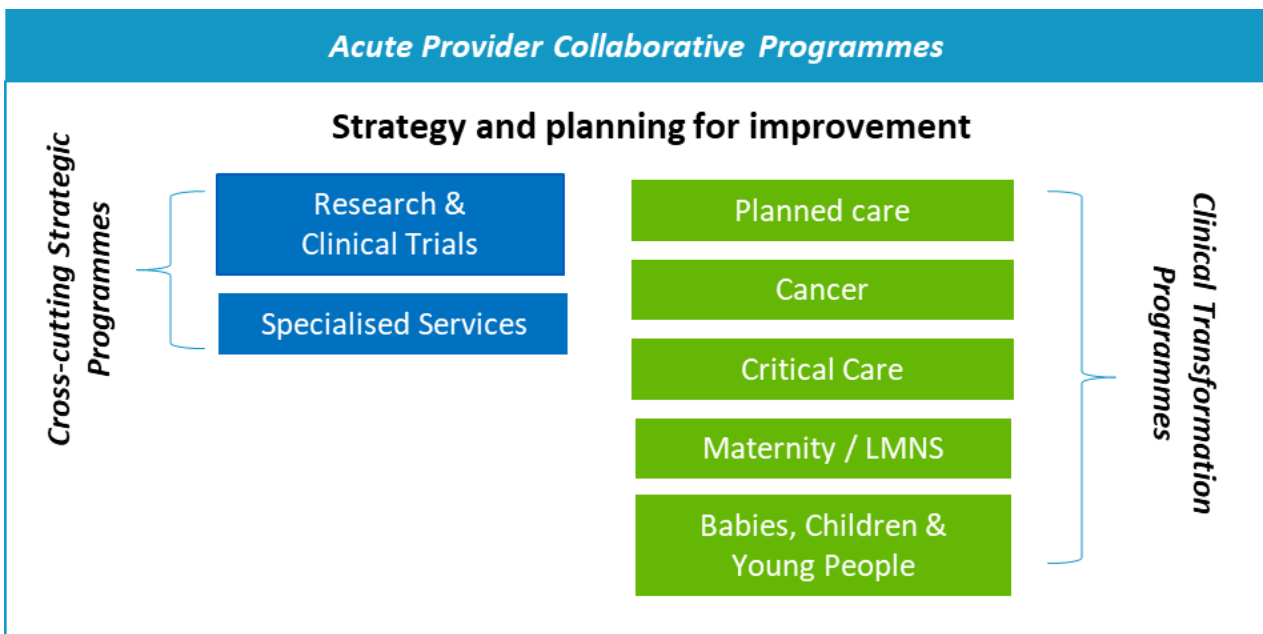 Acute Provider Collaborative Programmes
Strategy and planning for improvement
Cross-cutting Strategic
Programmes
Research &
Clinical Trials
Specialised Services
Planned care
Cancer
Critical Care
Maternity / LMNS
Babies, Children &
Young People
Clinical Transformation
Programmes